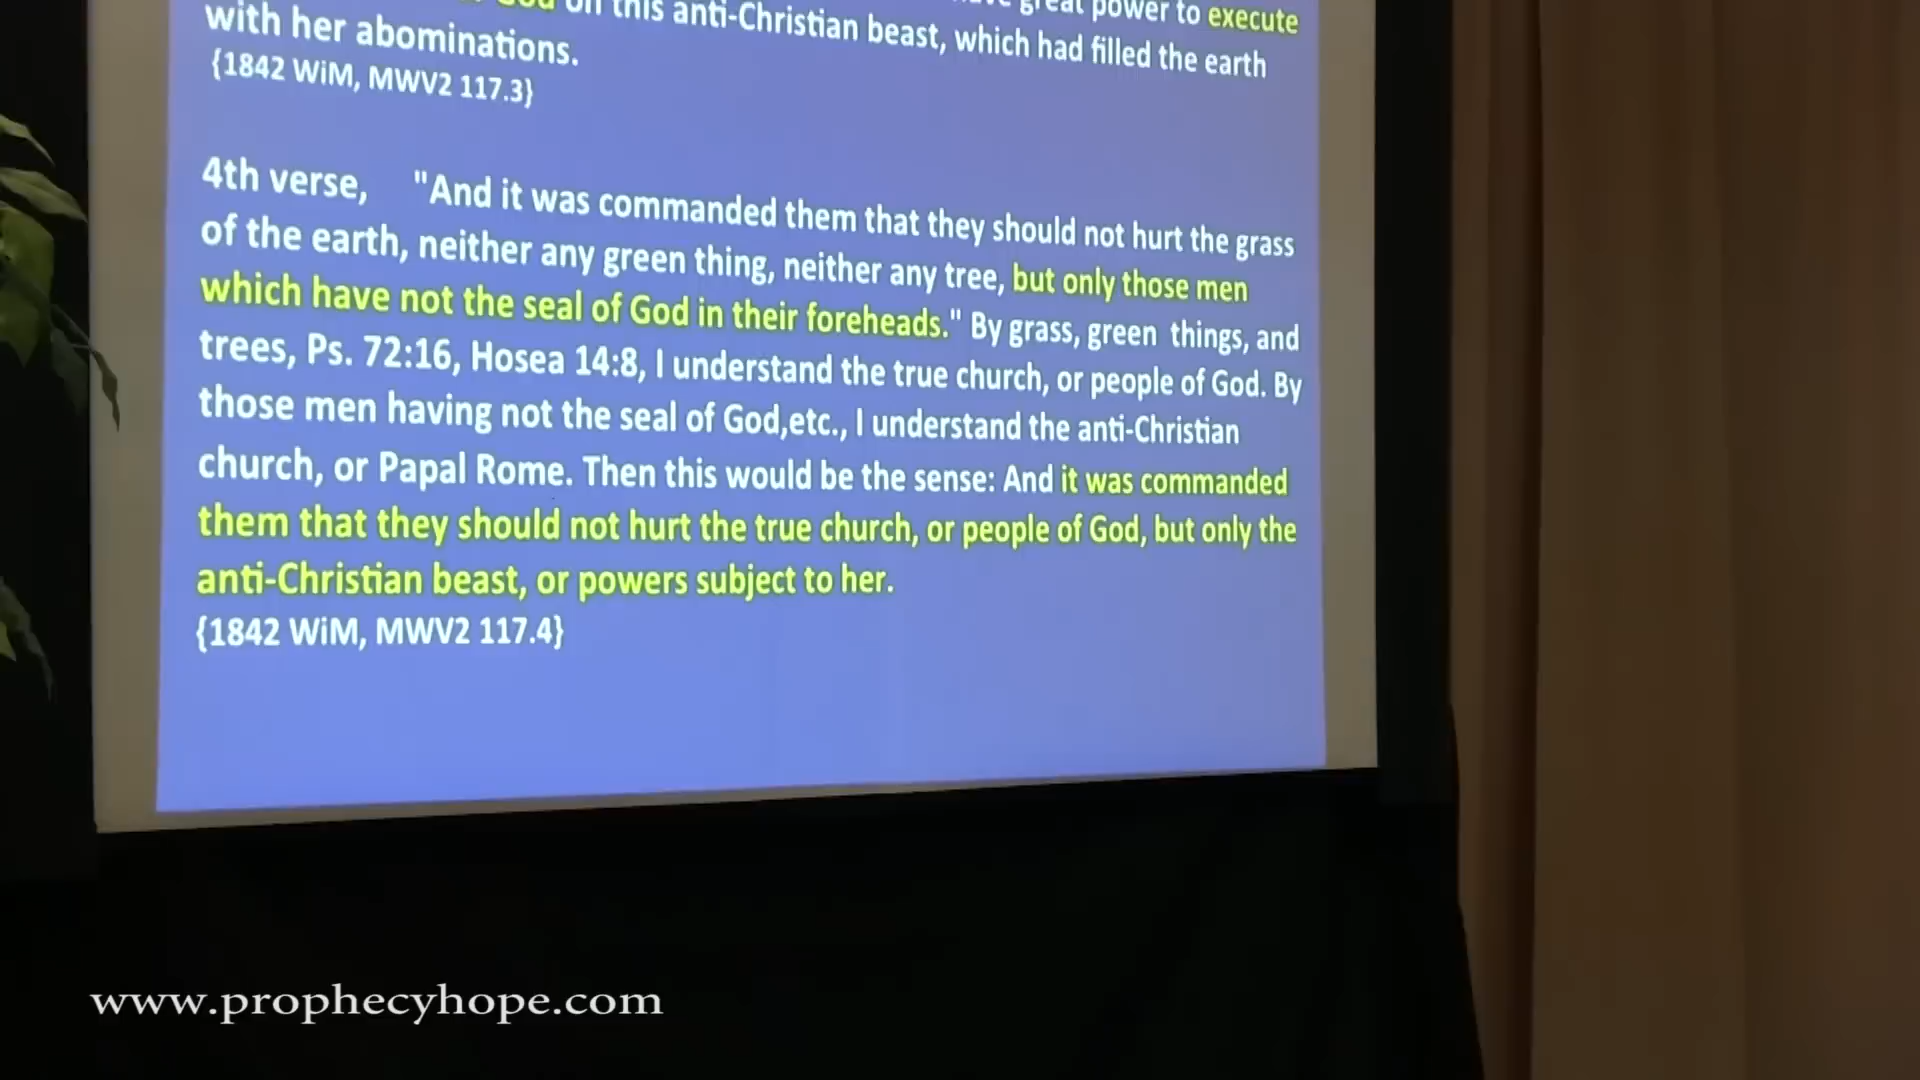 great power to execute
God on this anti-Christian beast, which had filled the earth
with her abominations.
{1842 WiM, MWV2 117.3}
4th verse, "And it was commanded them that they should not hurt the grass
of the earth, neither any green thing, neither any tree, but only those men
which have not the seal of God in their foreheads." By grass, green things, and
trees, Ps. 72:16, Hosea 14:8, I understand the true church, or people of God. By
those men having not the seal of God,etc., I understand the anti-Christian
church, or Papal Rome. Then this would be the sense: And it was commanded
them that they should not hurt the true church, or people of God, but only the
anti-Christian beast, or powers subject to her.
{1842 WiM, MWV2 117.4}
www.prophecyhope.com